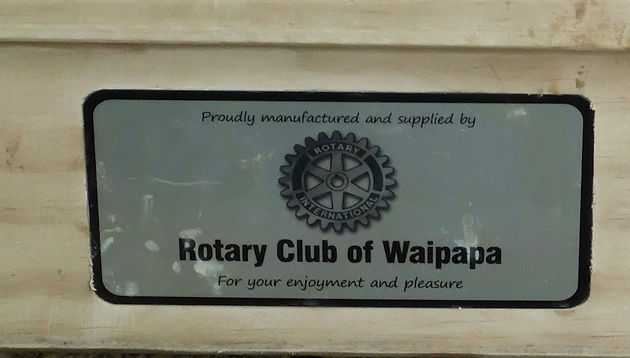 Proudly manufactured and supplied by
ROTARY
INTERNATIONAL
Rotary Club of Waipapa
For your enjoyment and pleasure